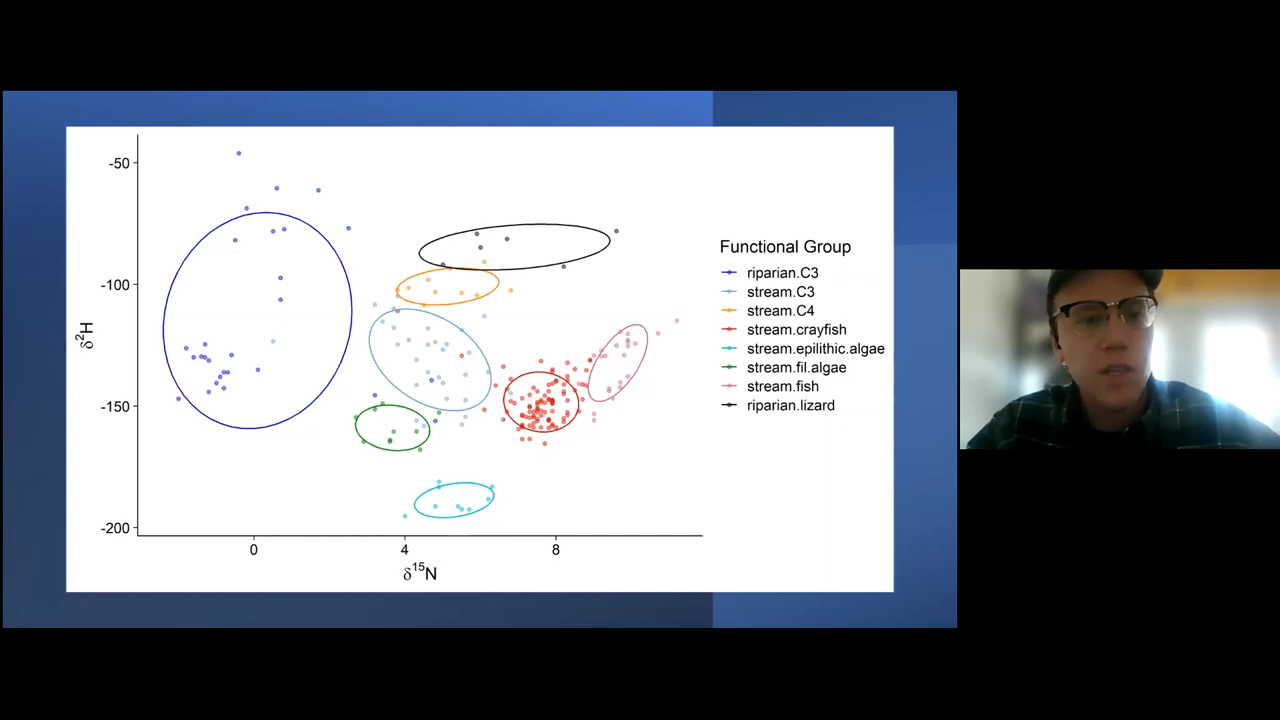 -50
-100
-150
-200
δ2H
0
4
8
δ15N
Functional Group
riparian.C3
stream.C3
stream.C4
stream.crayfish
stream.epilithic.algae
stream.fil.algae
stream.fish
riparian.lizard